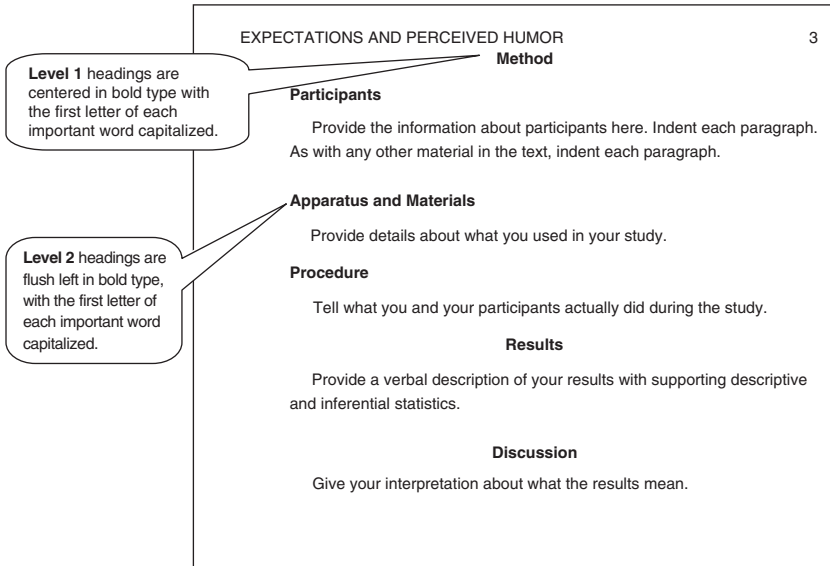 EXPECTATIONS AND PERCEIVED HUMOR 3
Method
Level 1 headings are
centered in bold type with
the first letter of each
important word capitalized.
Participants
Provide the information about participants here. Indent each paragraph.
As with any other material in the text, indent each paragraph.
Apparatus and Materials
Provide details about what you used in your study.
Level 2 headings are
flush left in bold type,
with the first letter of
each important word
capitalized.
Procedure
Tell what you and your participants actually did during the study.
Results
Provide a verbal description of your results with supporting descriptive
and inferential statistics.
Discussion
Give your interpretation about what the results mean.